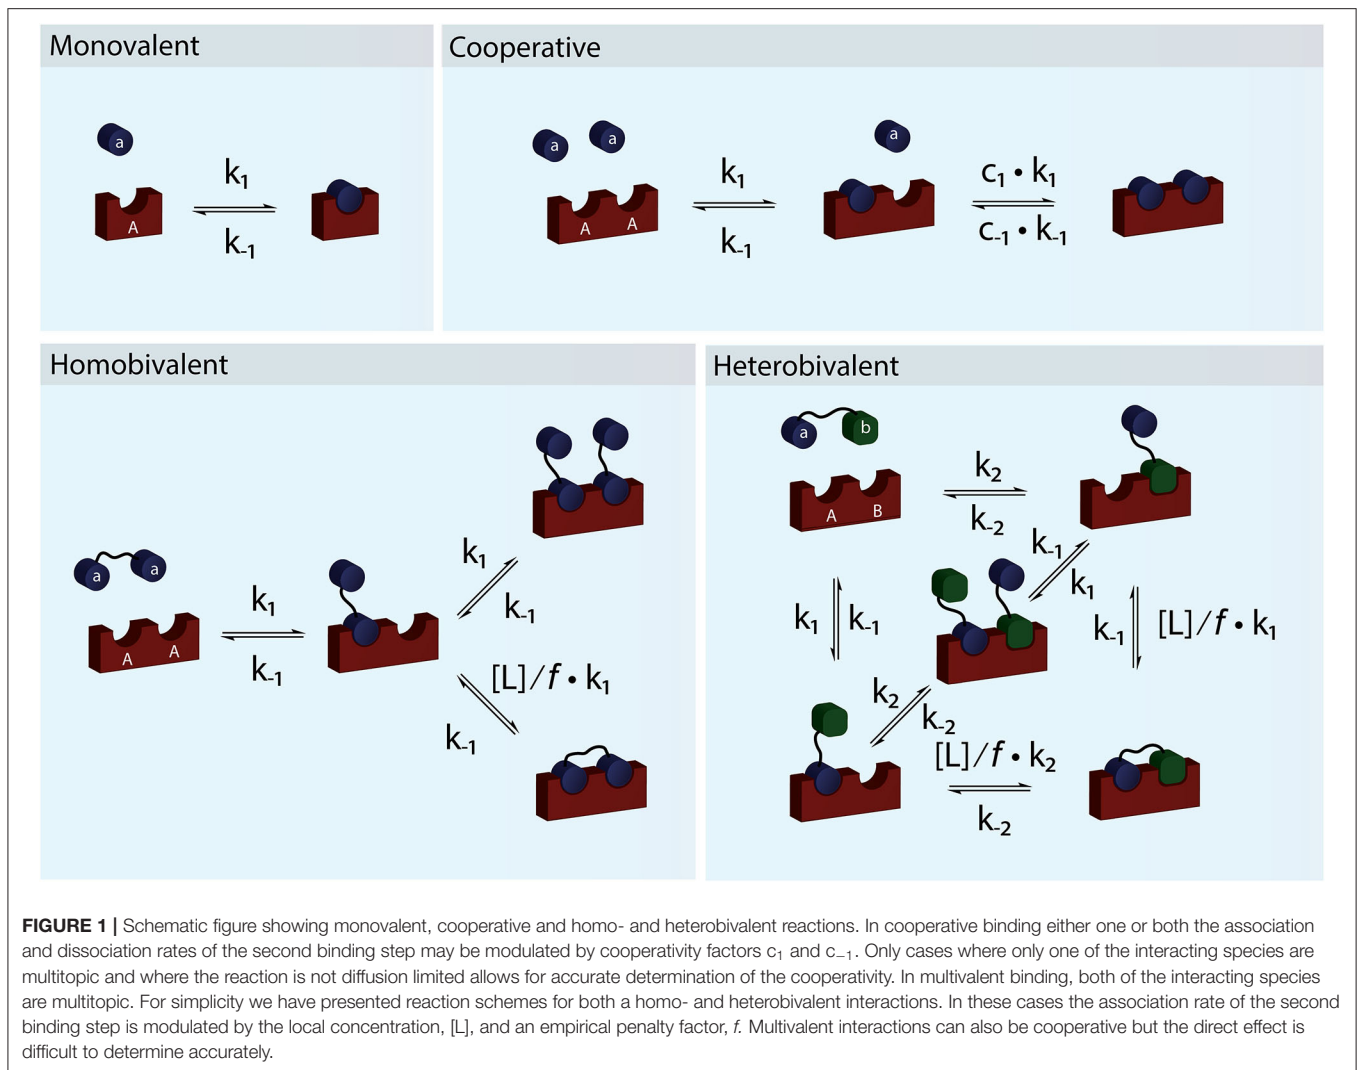 Monovalent
a
A
k₁
k₋₁
Cooperative
a
a
A
A
k₁
k₋₁
a
c₁ • k₁
c₋₁ • k₋₁
Homobivalent
a
a
A
A
k₁
k₋₁
k₁
k₋₁
[L]/f • k₁
k₋₁
Heterobivalent
a
b
A
B
k₂
k₋₂
k₋₁
k₁
k₁
k₋₁
k₋₁
[L]/f • k₁
k₂
k₋₂
[L]/f • k₂
k₋₂
FIGURE 1 | Schematic figure showing monovalent, cooperative and homo- and heterobivalent reactions. In cooperative binding either one or both the association
and dissociation rates of the second binding step may be modulated by cooperativity factors c₁ and c₋₁. Only cases where only one of the interacting species are
multitopic and where the reaction is not diffusion limited allows for accurate determination of the cooperativity. In multivalent binding, both of the interacting species
are multitopic. For simplicity we have presented reaction schemes for both a homo- and heterobivalent interactions. In these cases the association rate of the second
binding step is modulated by the local concentration, [L], and an empirical penalty factor, f. Multivalent interactions can also be cooperative but the direct effect is
difficult to determine accurately.